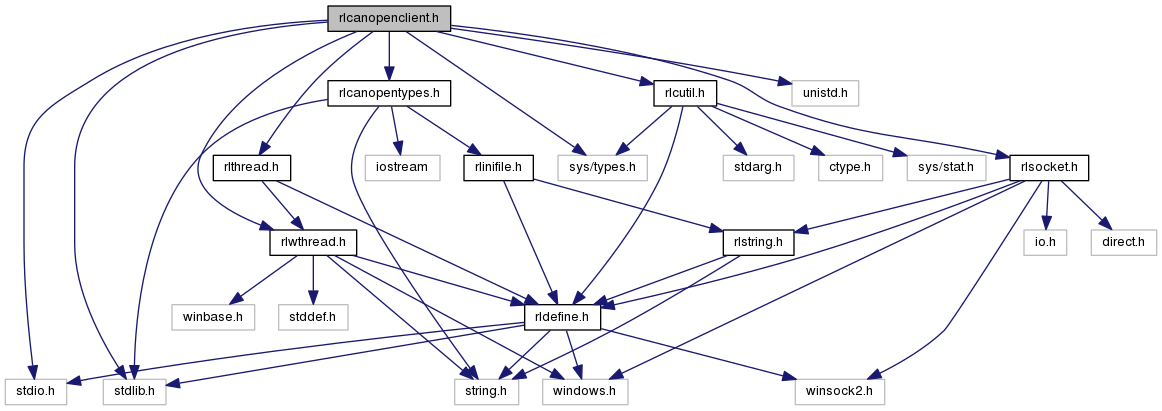 rlcanopenclient.h
rlcanopentypes.h
rlcutil.h
unistd.h
rlthread.h
iostream
rlinifile.h
sys/types.h
stdarg.h
ctype.h
sys/stat.h
rlsocket.h
rlwthread.h
rlstring.h
io.h
direct.h
winbase.h
stddef.h
rldefine.h
stdio.h
stdlib.h
string.h
windows.h
winsock2.h